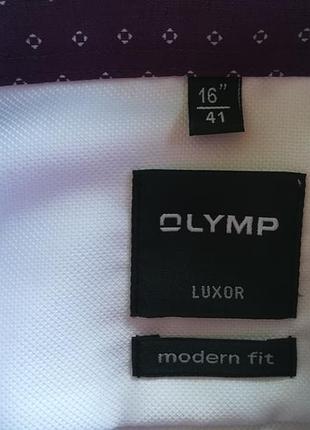 16"
41
OLYMP
LUXOR
modern fit